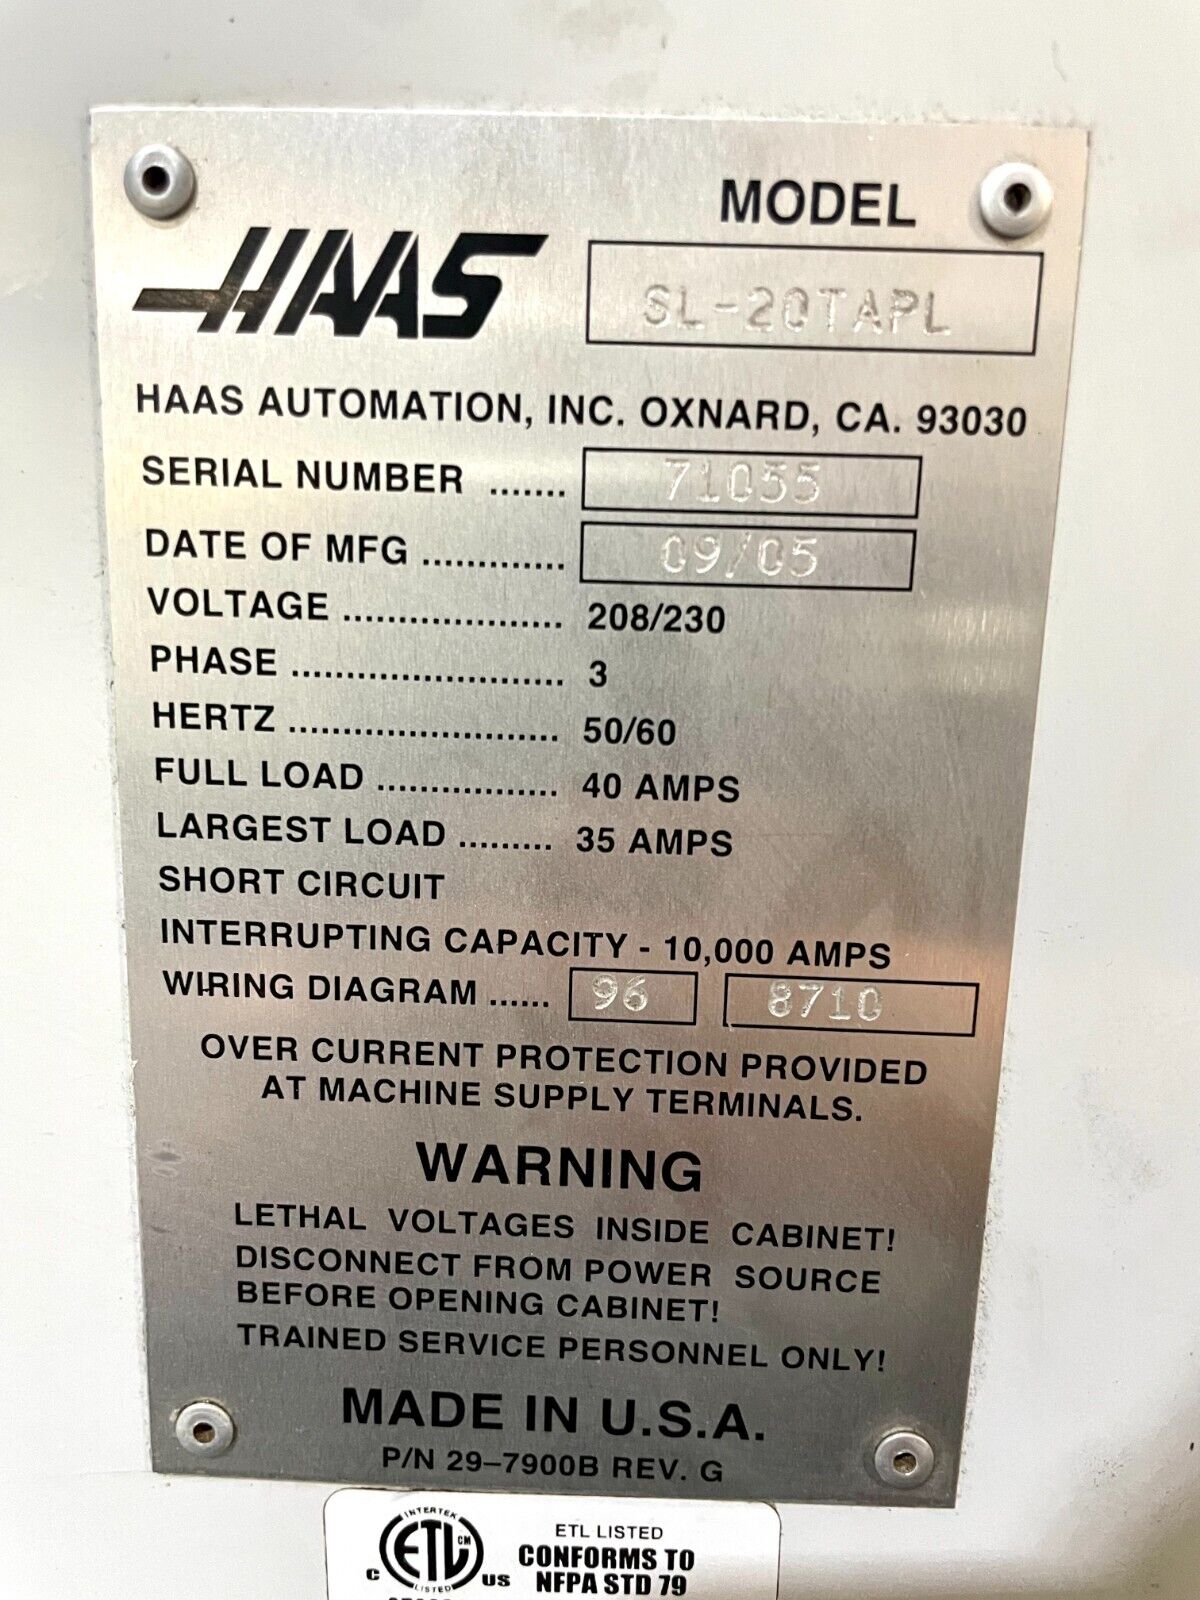 MODEL
HAAS SL-20TAPL
HAAS AUTOMATION, INC. OXNARD, CA. 93030
SERIAL NUMBER ....... 71055
DATE OF MFG ............. 09/05
VOLTAGE .................... 208/230
PHASE ......................... 3
HERTZ ......................... 50/60
FULL LOAD ................. 40 AMPS
LARGEST LOAD ......... 35 AMPS
SHORT CIRCUIT
INTERRUPTING CAPACITY - 10,000 AMPS
WIRING DIAGRAM ...... 96 8710
OVER CURRENT PROTECTION PROVIDED
AT MACHINE SUPPLY TERMINALS.
WARNING
LETHAL VOLTAGES INSIDE CABINET!
DISCONNECT FROM POWER SOURCE
BEFORE OPENING CABINET!
TRAINED SERVICE PERSONNEL ONLY!
MADE IN U.S.A.
P/N 29-7900B REV. G
INTERTEK
C ETL CM US
LISTED
ETL LISTED
CONFORMS TO
NFPA STD 79